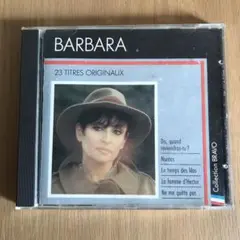 BARBARA
23 TITRES ORIGINAUX
Dis, quand
reviendras-tu?
Nantes
Le temps des lilas
La femme d'Hector
Ne me quitte pas
Collection BRAVO